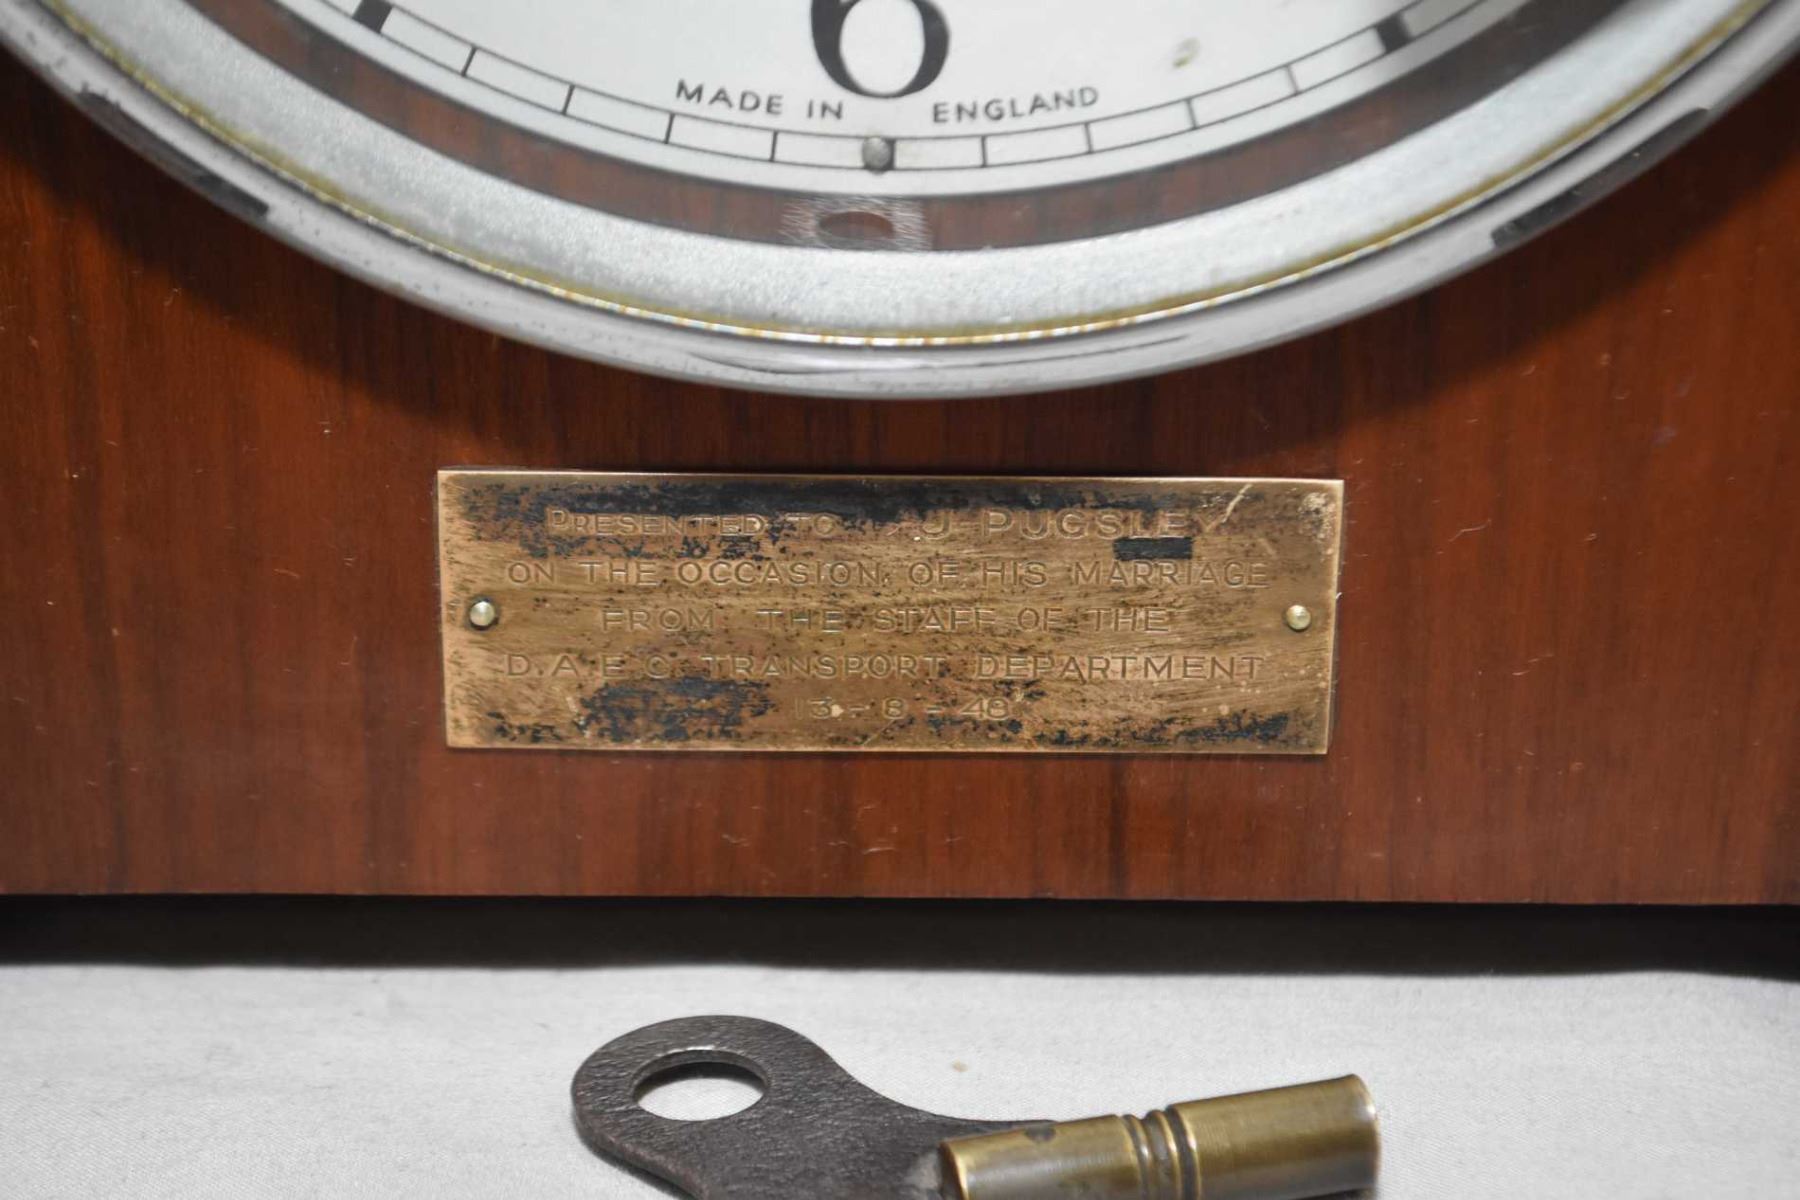 6
MADE IN ENGLAND
PRESENTED TO J PUGSLEY
ON THE OCCASION OF HIS MARRIAGE
FROM THE STAFF OF THE
D.A.E.C. TRANSPORT DEPARTMENT
13-8-48